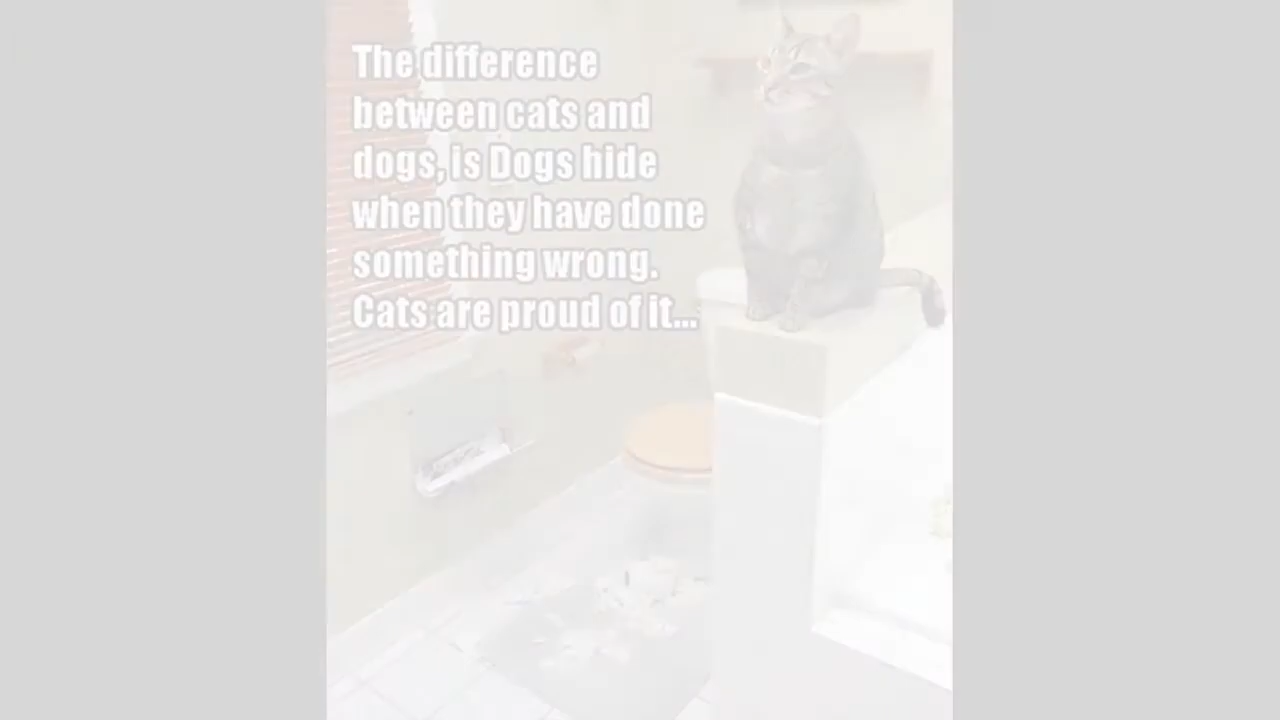 The difference
between cats and
dogs, is Dogs hide
when they have done
something wrong.
Cats are proud of it...